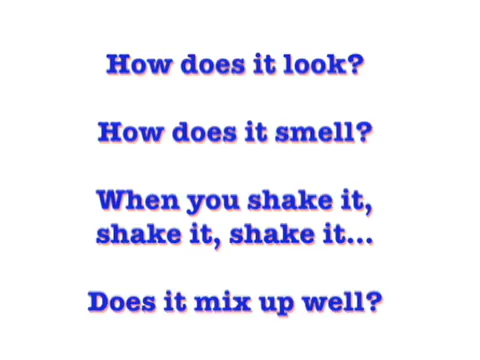 How does it look?
How does it smell?
When you shake it,
shake it, shake it...
Does it mix up well?